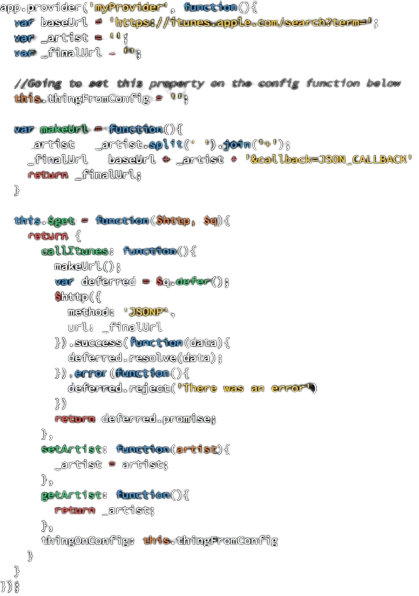 app.provider('myProvider', function(){
  var baseUrl = 'https://itunes.apple.com/search?term=';
  var _artist = '';
  var _finalUrl = '';

  //Going to set this property on the config function below
  this.thingFromConfig = '';

  var makeUrl = function(){
    _artist = _artist.split(' ').join('+');
    _finalUrl = baseUrl + _artist + '&callback=JSON_CALLBACK'
    return _finalUrl;
  }

  this.$get = function($http, $q){
    return {
      callItunes: function(){
        makeUrl();
        var deferred = $q.defer();
        $http({
          method: 'JSONP',
          url: _finalUrl
        }).success(function(data){
          deferred.resolve(data);
        }).error(function(){
          deferred.reject('There was an error')
        })
        return deferred.promise;
      },
      setArtist: function(artist){
        _artist = artist;
      },
      getArtist: function(){
        return _artist;
      },
      thingOnConfig: this.thingFromConfig
    }
  }
});